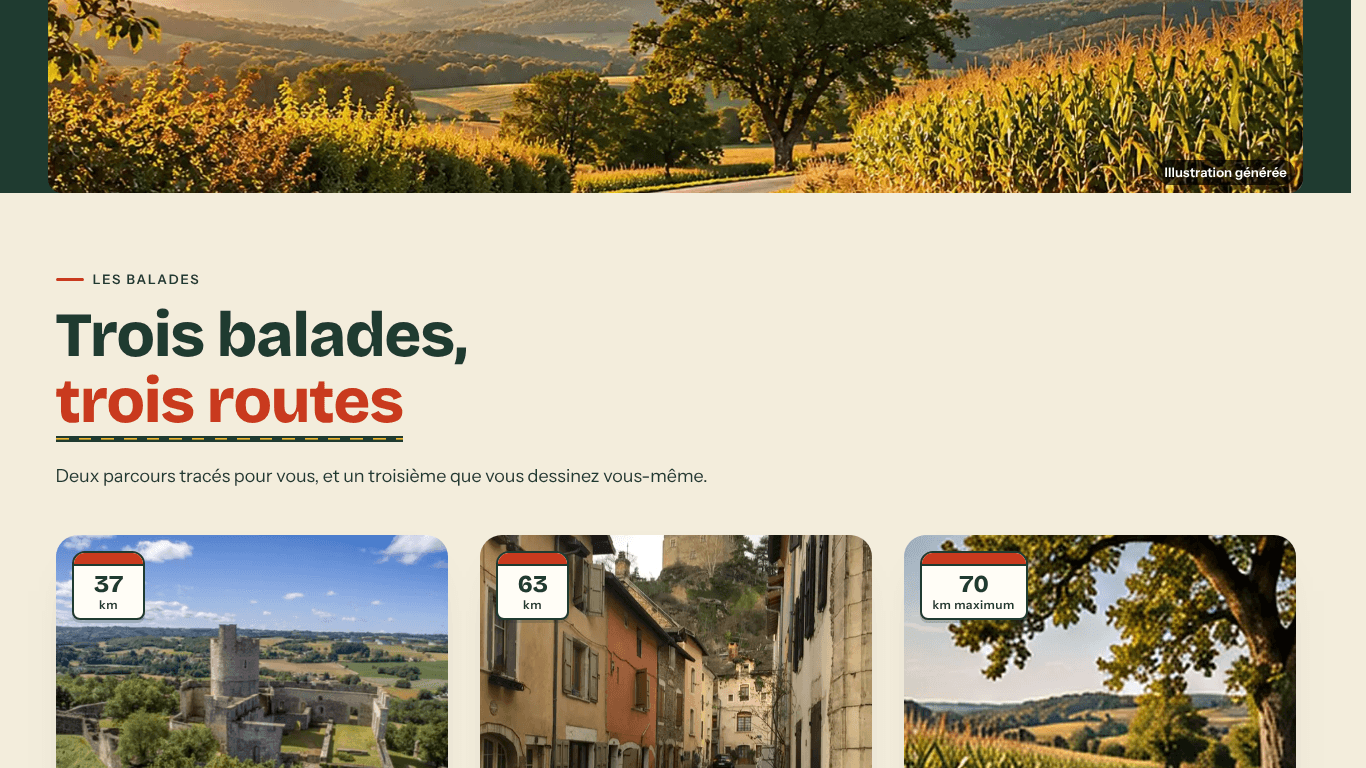 Illustration générée
LES BALADES
Trois balades,
trois routes
Deux parcours tracés pour vous, et un troisième que vous dessinez vous-même.
37
km
63
km
70
km maximum